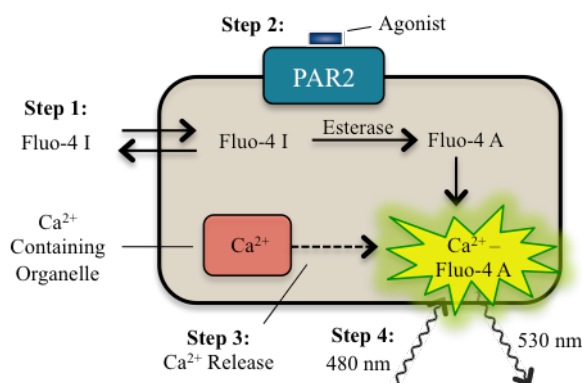 Step 2:
Agonist
PAR2
Step 1:
Fluo-4 I
Fluo-4 I
Esterase
Fluo-4 A
Ca²⁺
Containing
Organelle
Ca²⁺
Ca²⁺ –
Fluo-4 A
Step 3:
Ca²⁺ Release
Step 4:
480 nm
530 nm